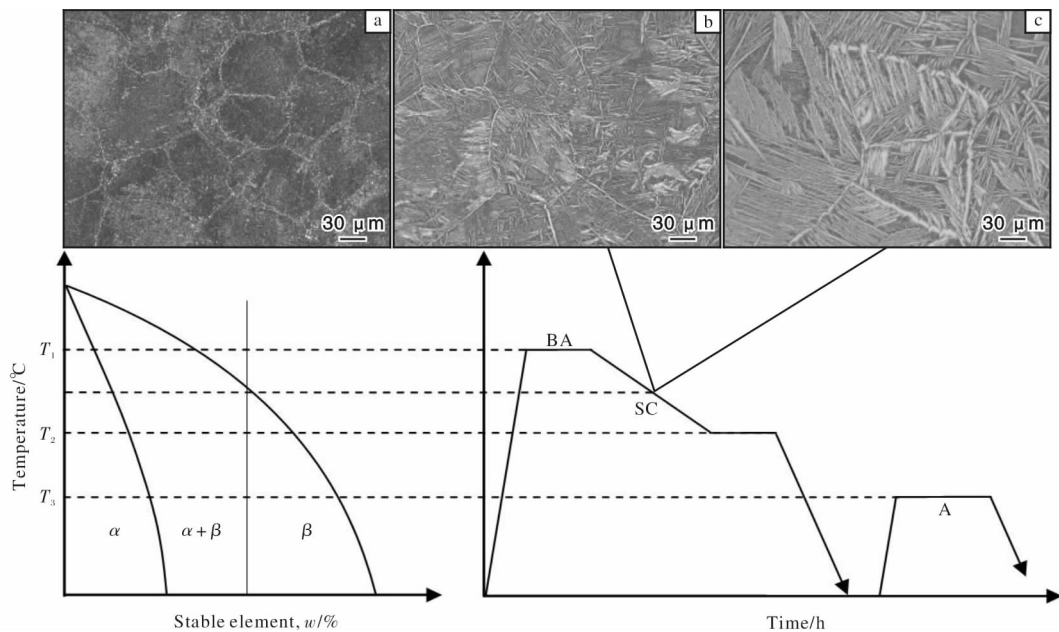 a
b
c
30 μm
30 μm
30 μm
Temperature/℃
T₁
T₂
T₃
α
α+β
β
Stable element, w/%
BA
SC
A
Time/h